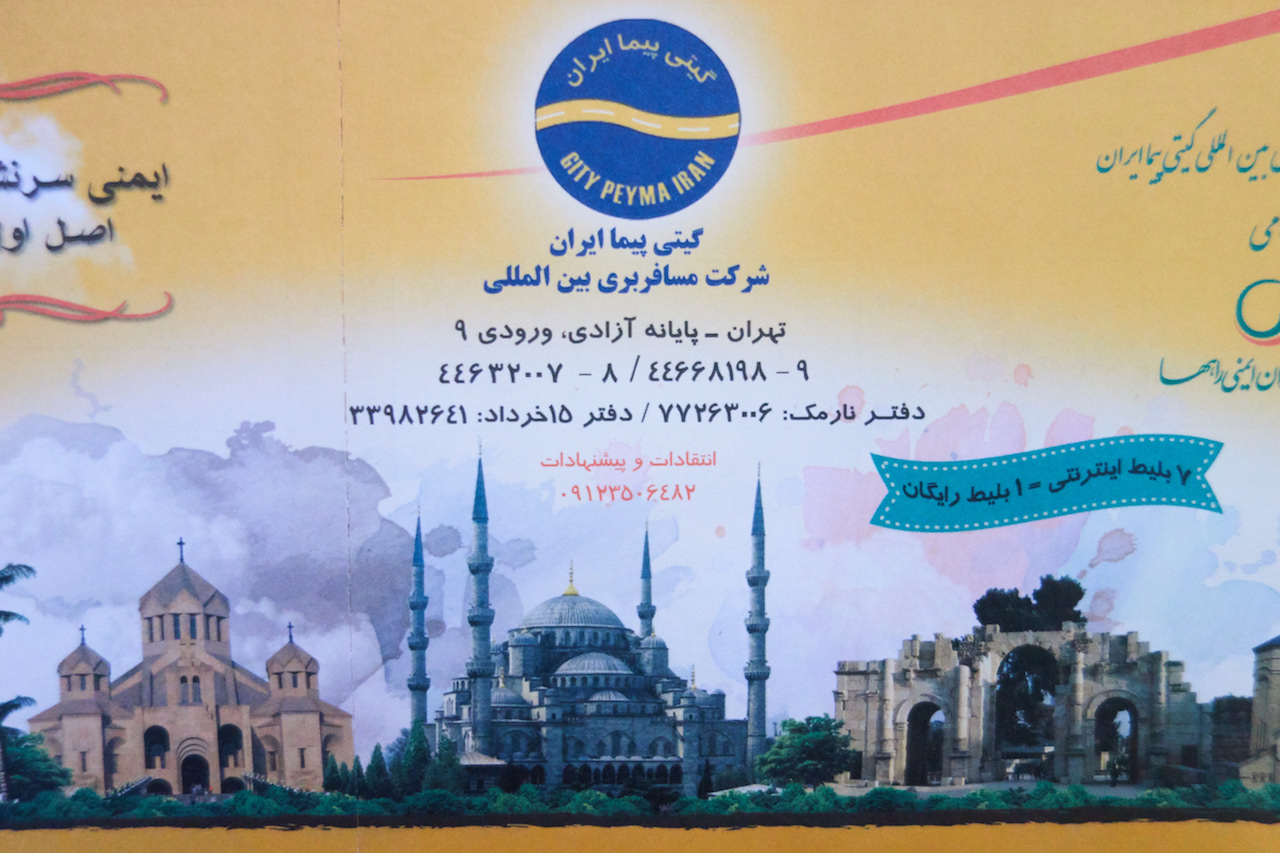 گیتی پیما ایران
GITY PEYMA IRAN
گیتی پیما ایران
شرکت مسافربری بین المللی
تهران ـ پایانه آزادی، ورودی ۹
۴۴۶۳۲۰۰۷ - ۸ / ۴۴۶۶۸۱۹۸ - ۹
دفتر نارمک: ۷۷۲۶۳۰۰۶ / دفتر ۱۵خرداد: ۳۳۹۸۲۶۴۱
انتقادات و پیشنهادات
۰۹۱۲۳۵۰۶۴۸۲
۷ بلیط اینترنتی = ۱ بلیط رایگان
بین المللی گیتی پیما ایران
ایمنی راهها
ایمنی
اصل